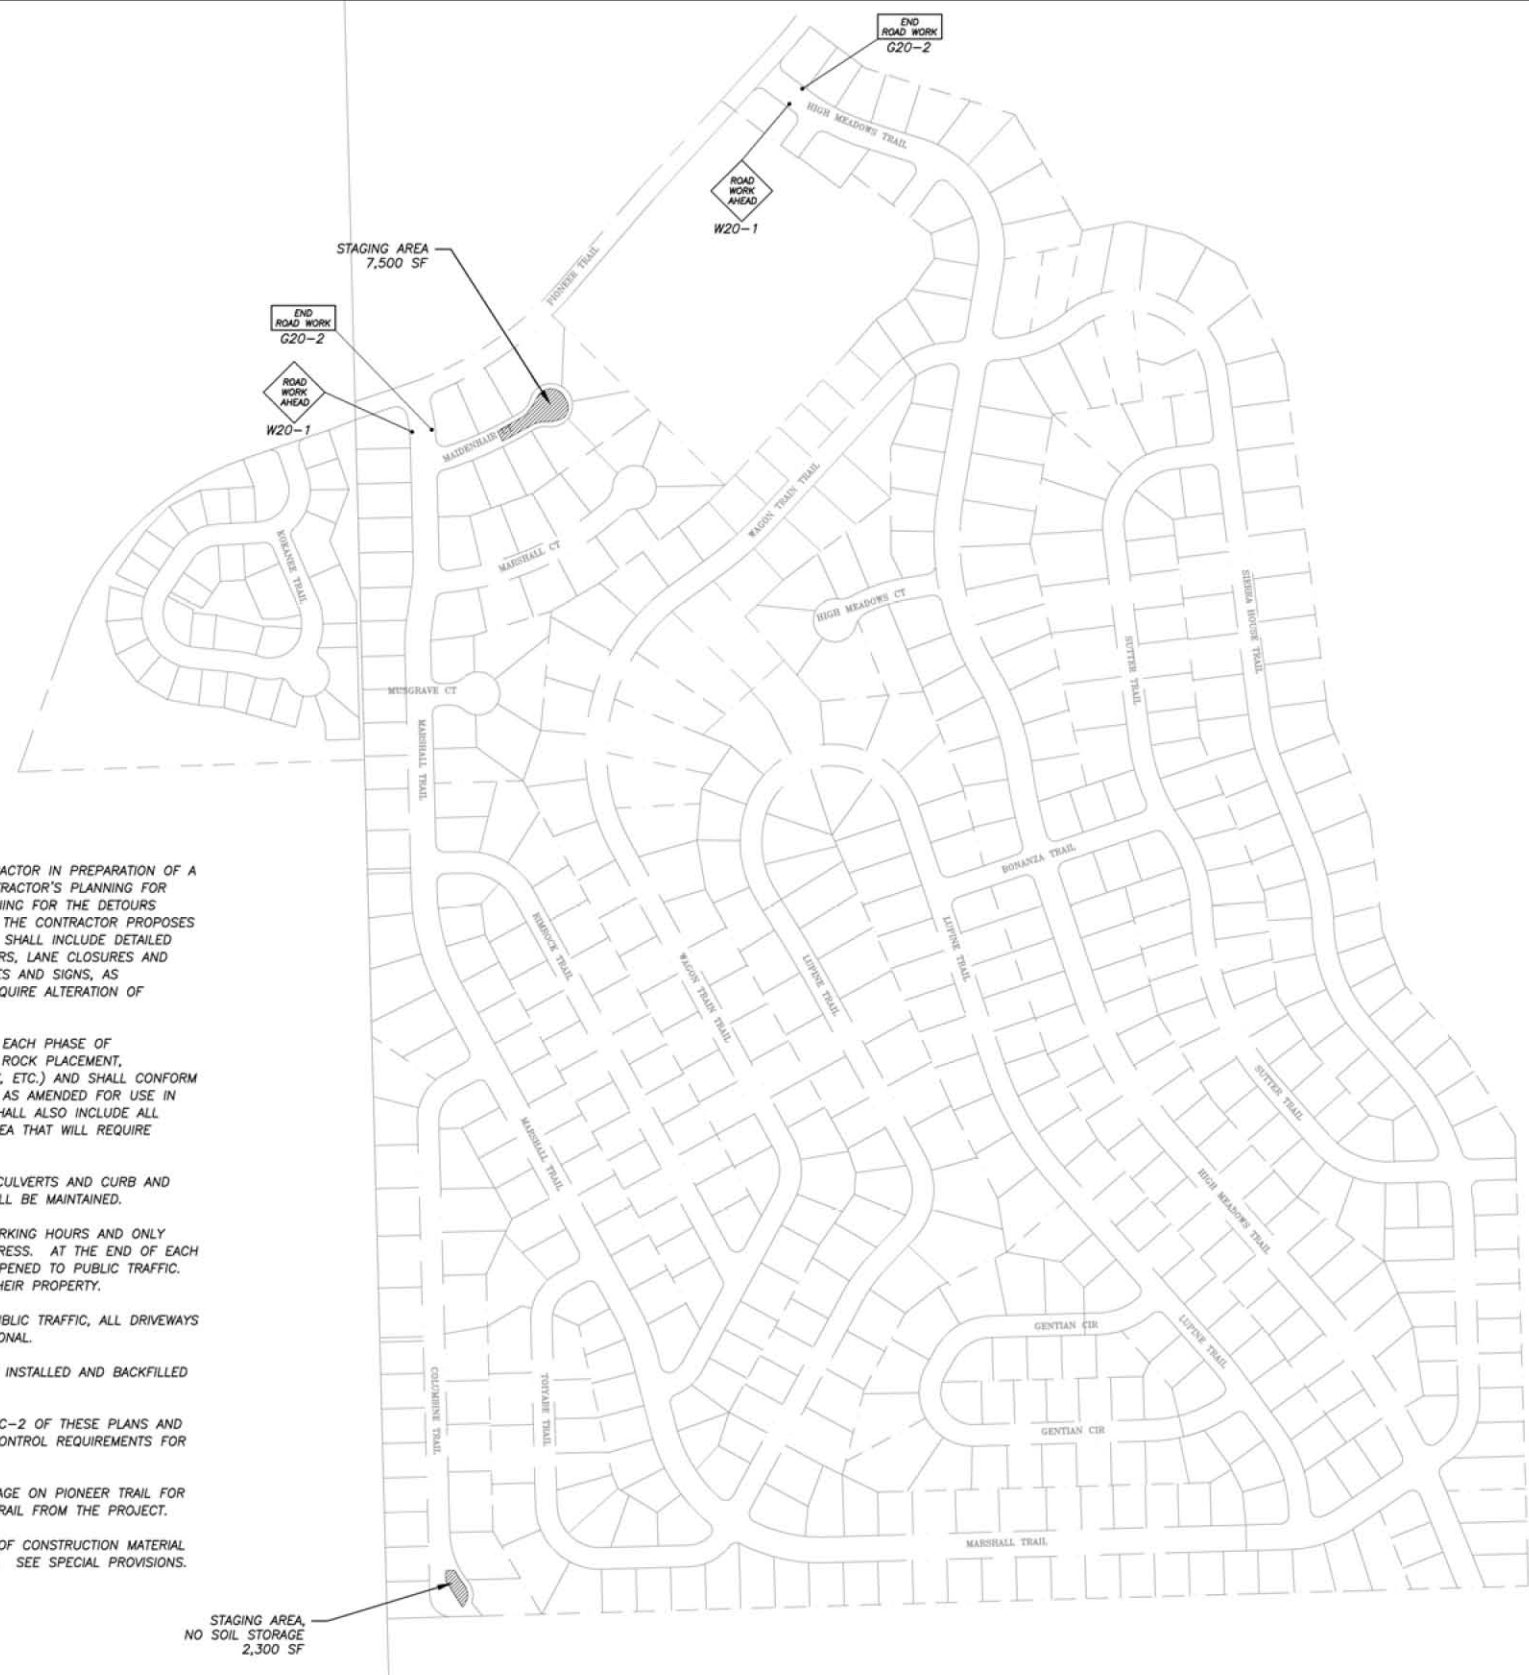 END
ROAD WORK
G20-2
HIGH MEADOWS TRAIL
ROAD
WORK
AHEAD
W20-1
STAGING AREA
7,500 SF
PIONEER TRAIL
END
ROAD WORK
G20-2
ROAD
WORK
AHEAD
W20-1
MAIDENHAIR CT
WAGON TRAIN TRAIL
MARSHALL CT
KOKANEE TRAIL
HIGH MEADOWS CT
SIERRA HOUSE TRAIL
SUTTER TRAIL
MUSGRAVE CT
MARSHALL TRAIL
BONANZA TRAIL
ACTOR IN PREPARATION OF A
TRACTOR'S PLANNING FOR
ING FOR THE DETOURS
THE CONTRACTOR PROPOSES
SHALL INCLUDE DETAILED
RS, LANE CLOSURES AND
ES AND SIGNS, AS
QUIRE ALTERATION OF
RIMROCK TRAIL
WAGON TRAIN TRAIL
LUPINE TRAIL
LUPINE TRAIL
EACH PHASE OF
ROCK PLACEMENT,
, ETC.) AND SHALL CONFORM
AS AMENDED FOR USE IN
HALL ALSO INCLUDE ALL
EA THAT WILL REQUIRE
SUTTER TRAIL
MARSHALL TRAIL
CULVERTS AND CURB AND
LL BE MAINTAINED.
HIGH MEADOWS TRAIL
RKING HOURS AND ONLY
RESS. AT THE END OF EACH
PENED TO PUBLIC TRAFFIC.
HEIR PROPERTY.
BLIC TRAFFIC, ALL DRIVEWAYS
ONAL.
GENTIAN CIR
LUPINE TRAIL
INSTALLED AND BACKFILLED
COLUMBINE TRAIL
TOIYABE TRAIL
C-2 OF THESE PLANS AND
ONTROL REQUIREMENTS FOR
GENTIAN CIR
AGE ON PIONEER TRAIL FOR
RAIL FROM THE PROJECT.
OF CONSTRUCTION MATERIAL
SEE SPECIAL PROVISIONS.
MARSHALL TRAIL
STAGING AREA,
NO SOIL STORAGE
2,300 SF